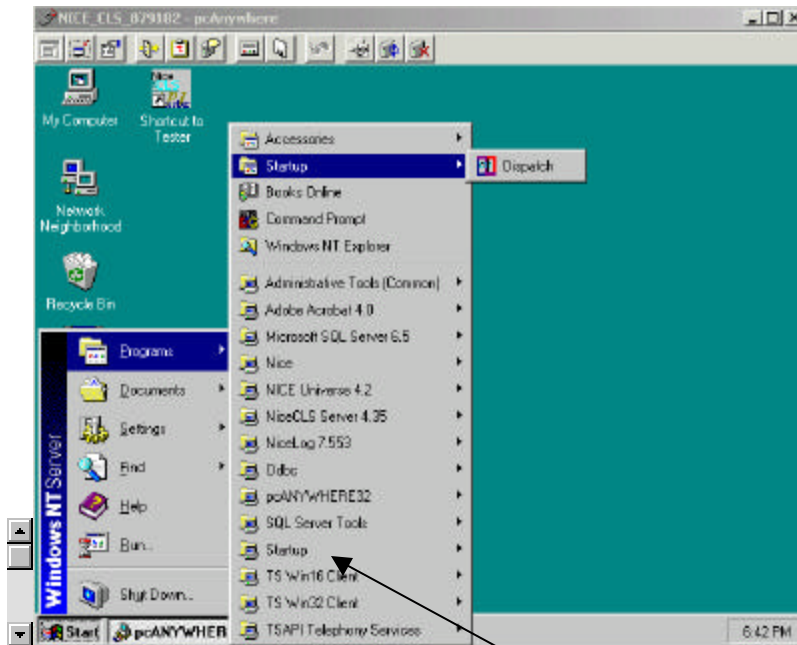 NICE_CLS_879182 - pcAnywhere
My Computer
Nice
Shortcut to
Tester
Network
Neighborhood
Recycle Bin
Accessories
Startup
Dispatch
Books Online
Command Prompt
Windows NT Explorer
Administrative Tools (Common)
Adobe Acrobat 4.0
Microsoft SQL Server 6.5
Nice
NICE Universe 4.2
NiceCLS Server 4.35
NiceLog 7.553
Odbc
pcANYWHERE32
SQL Server Tools
Startup
TS Win16 Client
TS Win32 Client
TSAPI Telephony Services
Programs
Documents
Settings
Find
Help
Run...
Shut Down...
Windows NT Server
Start
pcANYWHER
6:42 PM